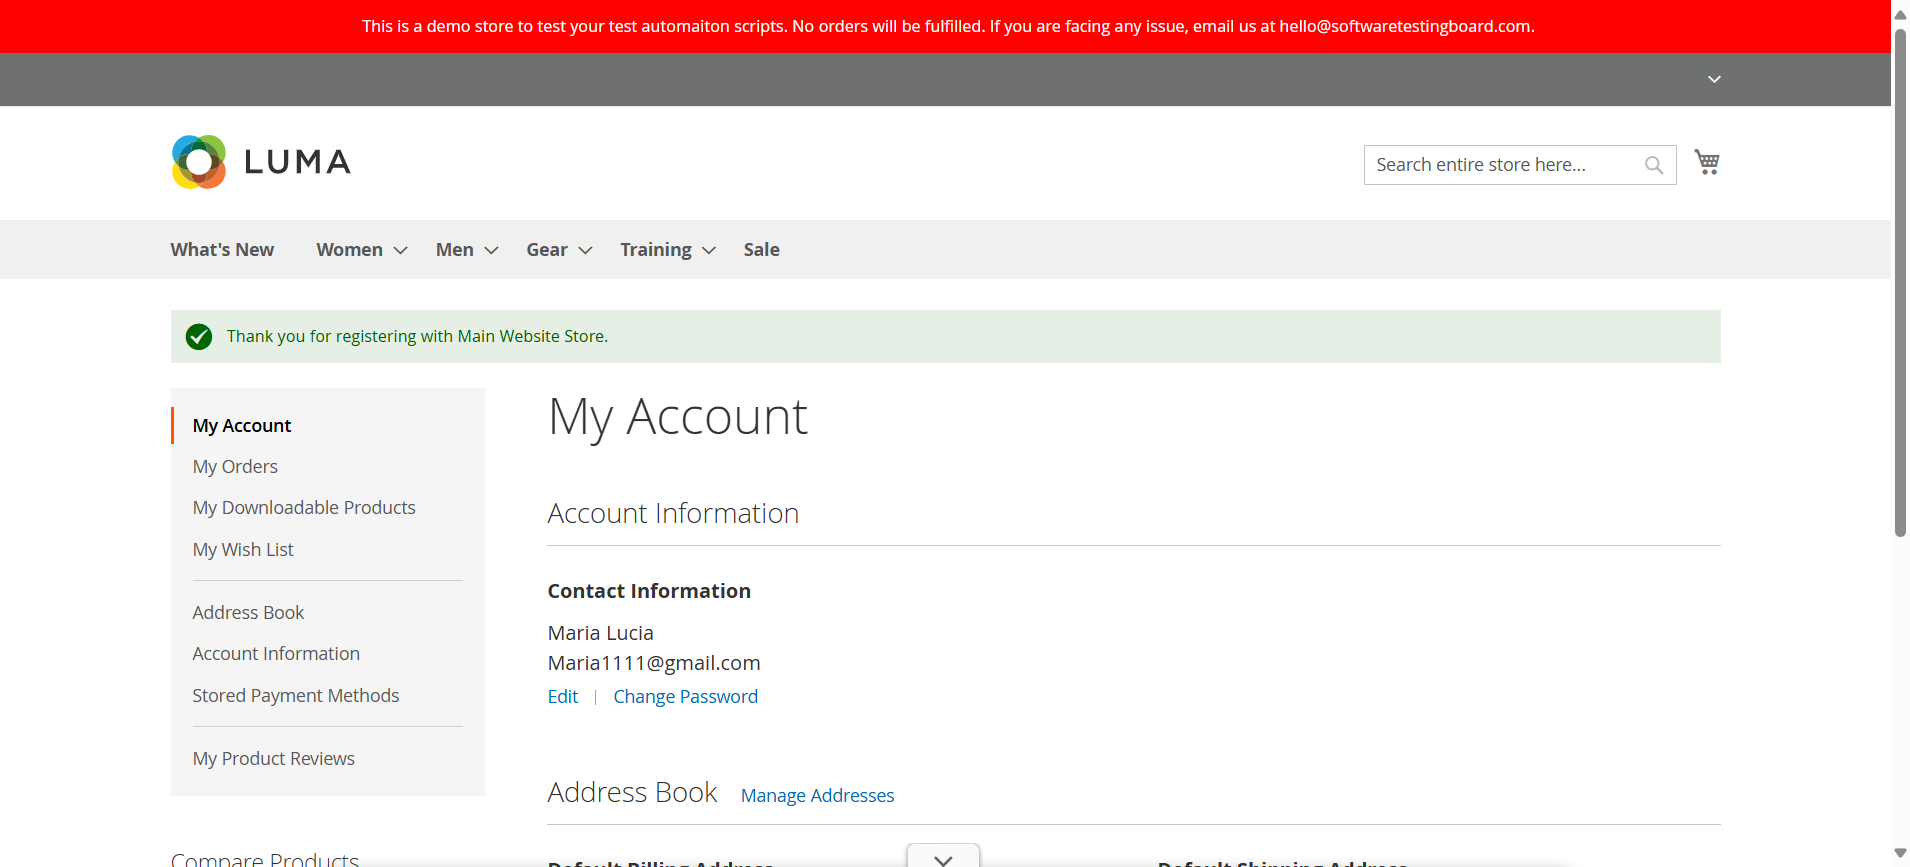 This is a demo store to test your test automaiton scripts. No orders will be fulfilled. If you are facing any issue, email us at hello@softwaretestingboard.com.
LUMA
Search entire store here...
What's New Women Men Gear Training Sale
Thank you for registering with Main Website Store.
My Account
My Orders
My Downloadable Products
My Wish List
Address Book
Account Information
Stored Payment Methods
My Product Reviews
Compare Products
My Account
Account Information
Contact Information
Maria Lucia
Maria1111@gmail.com
Edit | Change Password
Address Book Manage Addresses
Default Billing Address Default Shipping Address